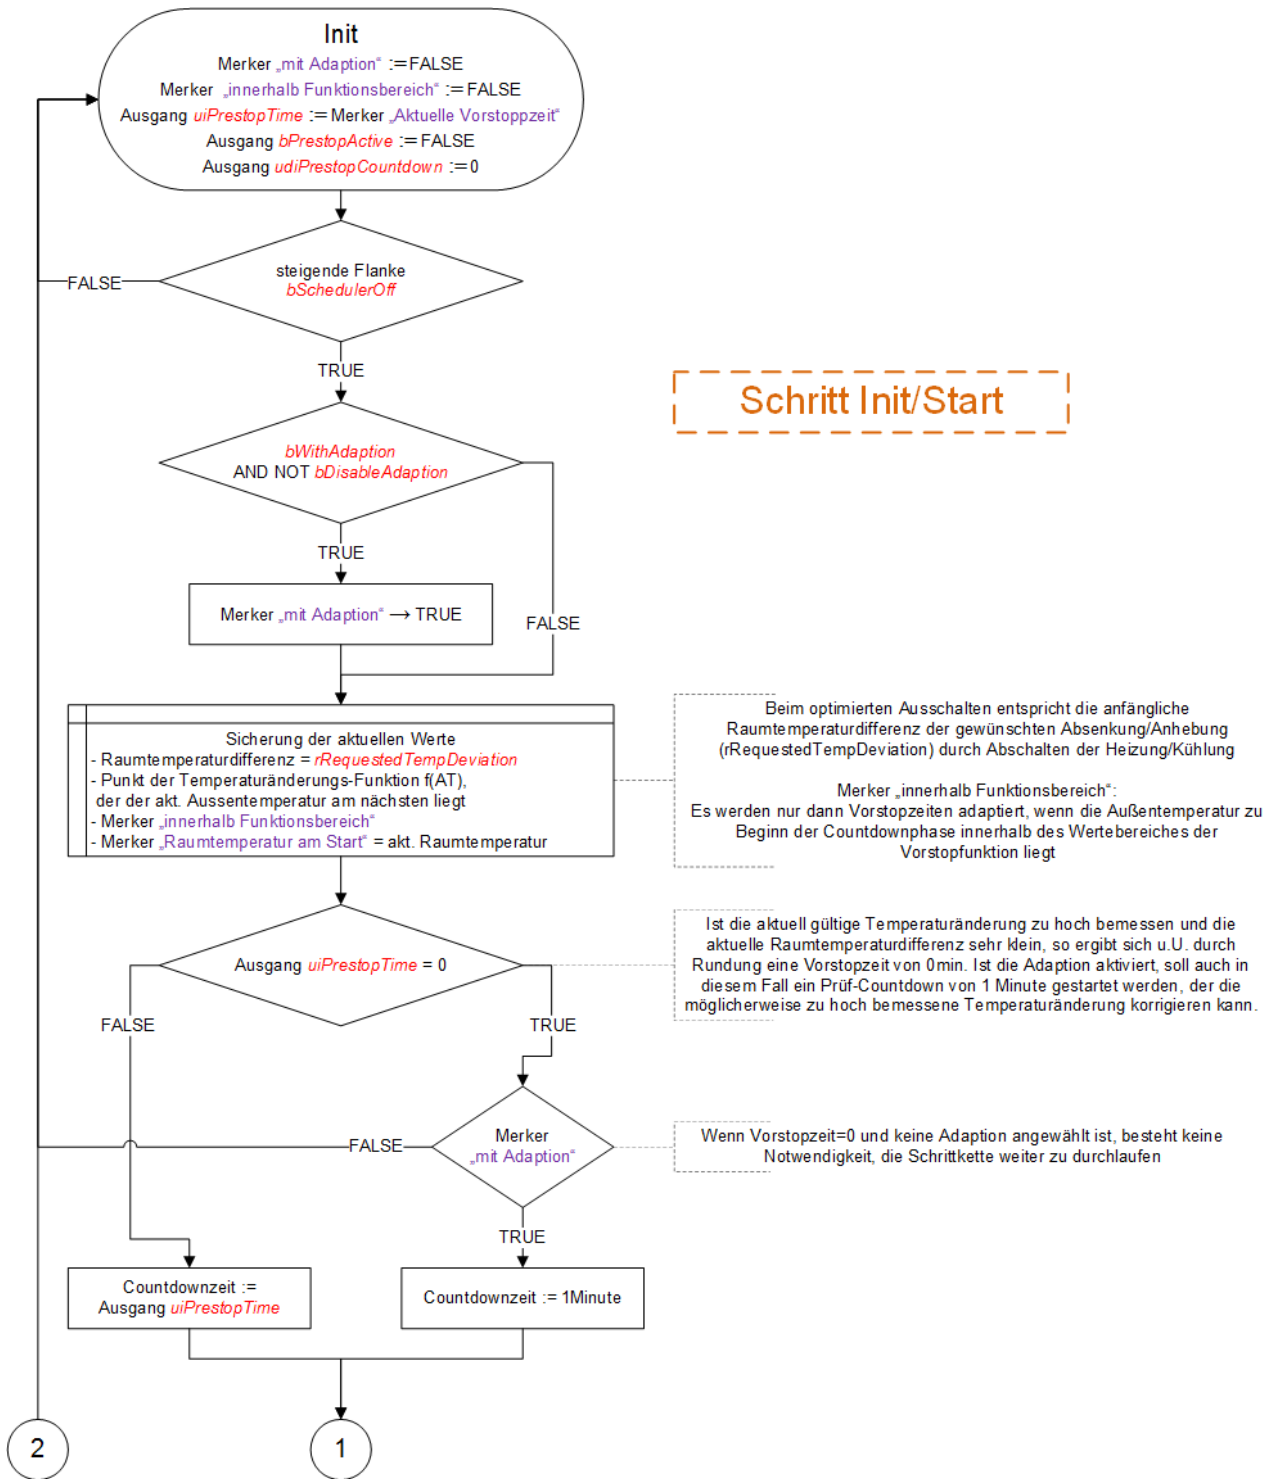 Init
Merker „mit Adaption“ :=FALSE
Merker „innerhalb Funktionsbereich“ :=FALSE
Ausgang uiPrestopTime :=Merker „Aktuelle Vorstoppzeit“
Ausgang bPrestopActive :=FALSE
Ausgang udiPrestopCountdown :=0
steigende Flanke
bSchedulerOff
FALSE
TRUE
Schritt Init/Start
bWithAdaption
AND NOT bDisableAdaption
TRUE
Merker „mit Adaption“ → TRUE
FALSE
Sicherung der aktuellen Werte
- Raumtemperaturdifferenz = rRequestedTempDeviation
- Punkt der Temperaturänderungs-Funktion f(AT),
der der akt. Aussentemperatur am nächsten liegt
- Merker „innerhalb Funktionsbereich“
- Merker „Raumtemperatur am Start“ = akt. Raumtemperatur
Beim optimierten Ausschalten entspricht die anfängliche
Raumtemperaturdifferenz der gewünschten Absenkung/Anhebung
(rRequestedTempDeviation) durch Abschalten der Heizung/Kühlung
Merker „innerhalb Funktionsbereich“:
Es werden nur dann Vorstopzeiten adaptiert, wenn die Außentemperatur zu
Beginn der Countdownphase innerhalb des Wertebereiches der
Vorstopfunktion liegt
Ausgang uiPrestopTime = 0
Ist die aktuell gültige Temperaturänderung zu hoch bemessen und die
aktuelle Raumtemperaturdifferenz sehr klein, so ergibt sich u.U. durch
Rundung eine Vorstopzeit von 0min. Ist die Adaption aktiviert, soll auch in
diesem Fall ein Prüf-Countdown von 1 Minute gestartet werden, der die
möglicherweise zu hoch bemessene Temperaturänderung korrigieren kann.
FALSE
TRUE
Merker
„mit Adaption“
FALSE
Wenn Vorstopzeit=0 und keine Adaption angewählt ist, besteht keine
Notwendigkeit, die Schrittkette weiter zu durchlaufen
TRUE
Countdownzeit :=
Ausgang uiPrestopTime
Countdownzeit := 1Minute
2
1